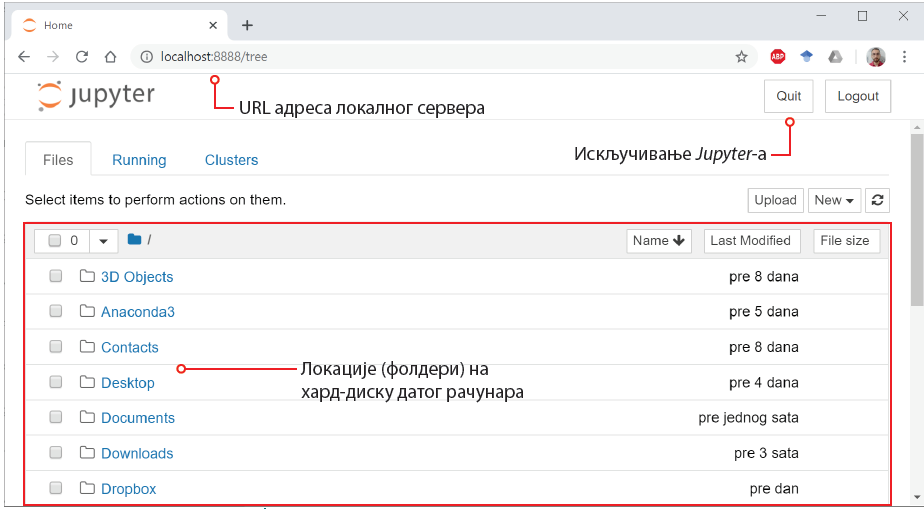 Home
localhost:8888/tree
ABP
jupyter
Quit
Logout
URL адреса локалног сервера
Искључивање Jupyter-а
Files
Running
Clusters
Select items to perform actions on them.
Upload
New
0
/
Name
Last Modified
File size
3D Objects
pre 8 dana
Anaconda3
pre 5 dana
Contacts
pre 8 dana
Локације (фолдери) на
хард-диску датог рачунара
Desktop
pre 4 dana
Documents
pre jednog sata
Downloads
pre 3 sata
Dropbox
pre dan